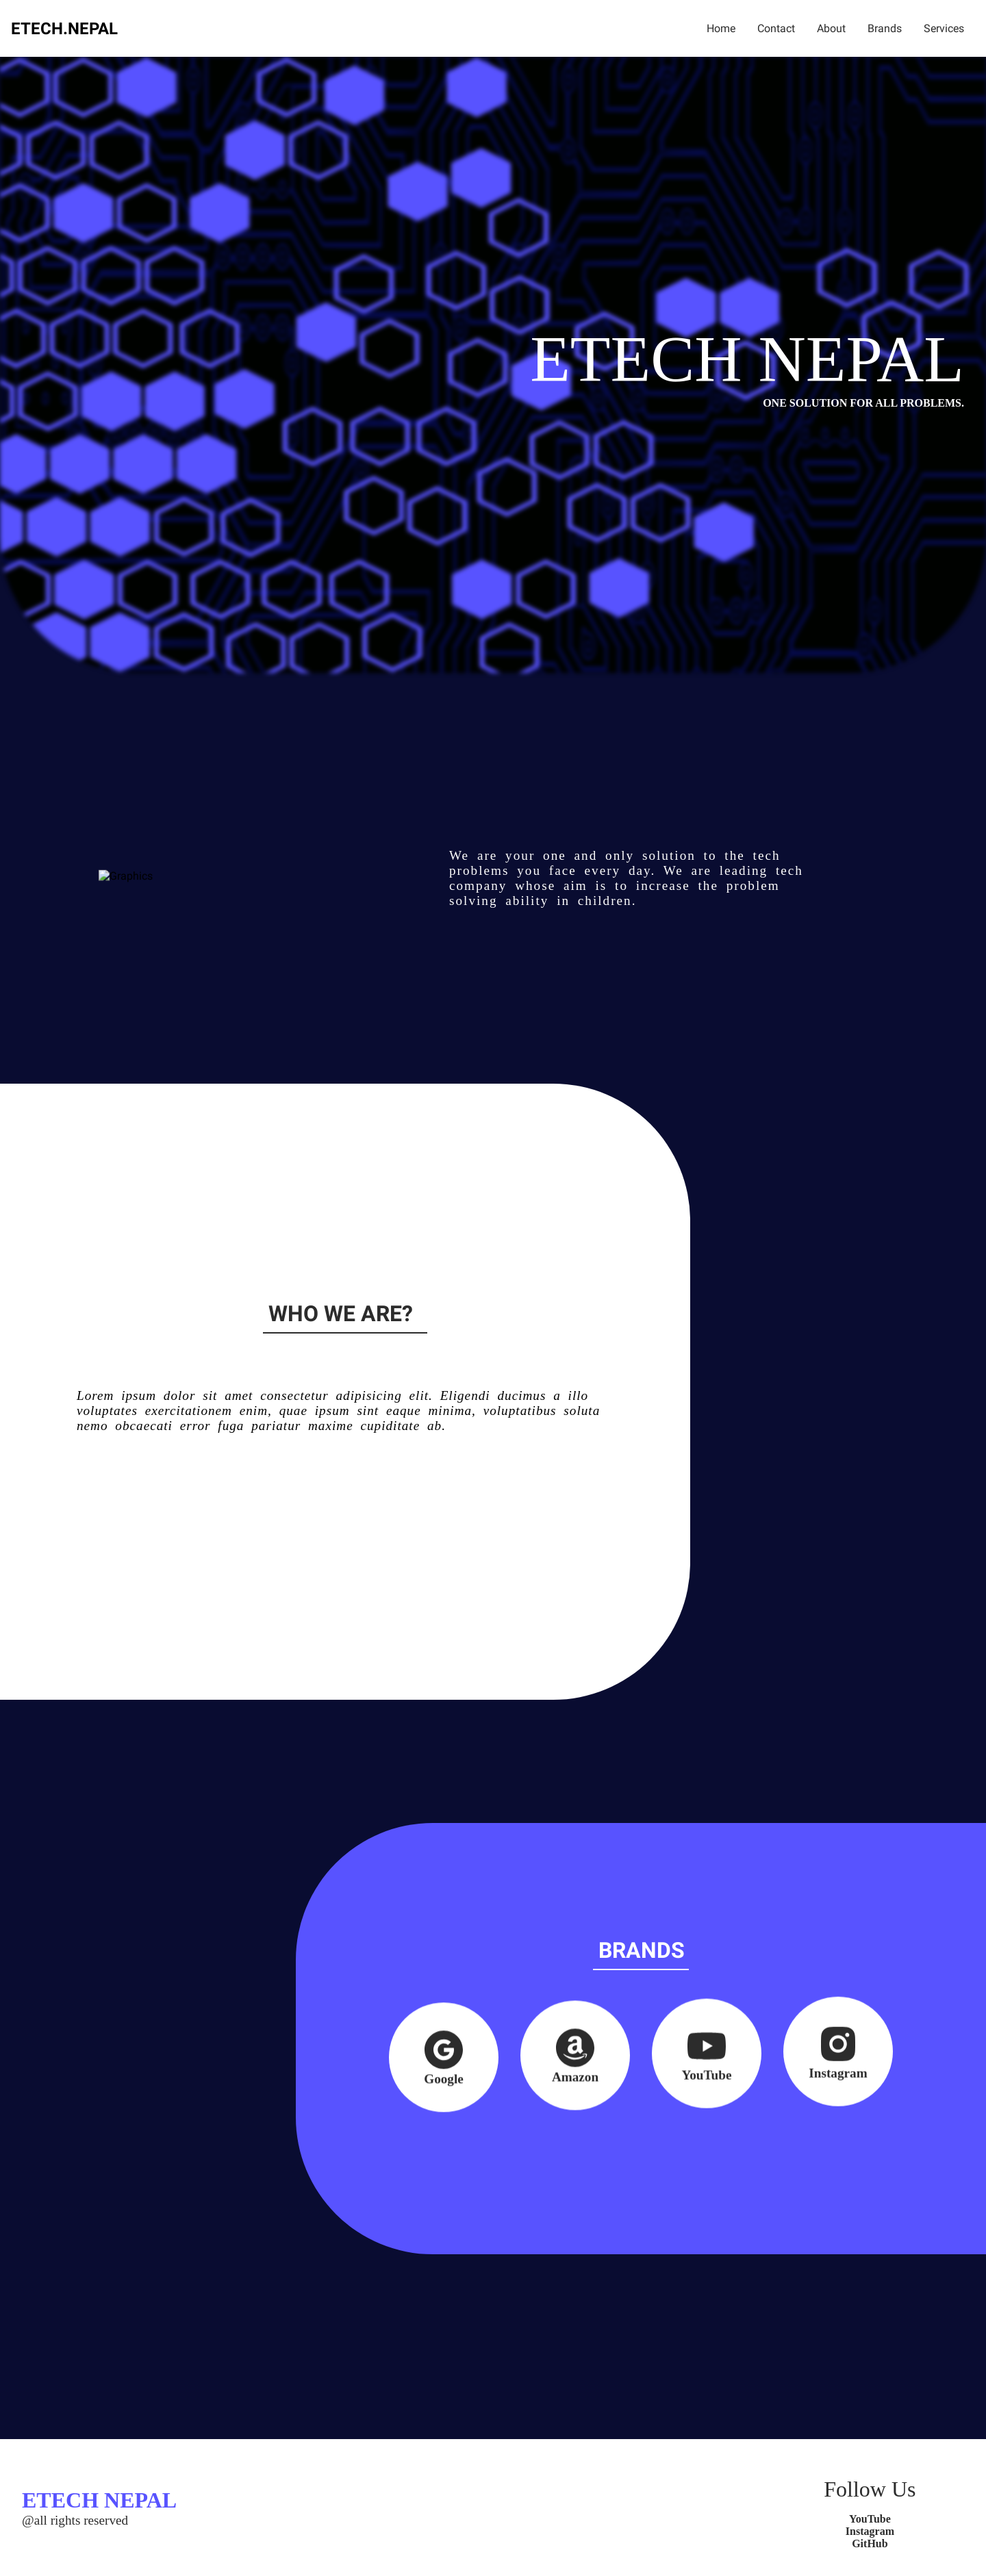 ETECH.NEPAL
Home Contact About Brands Services
ETECH NEPAL
ONE SOLUTION FOR ALL PROBLEMS.
Graphics
We are your one and only solution to the tech
problems you face every day. We are leading tech
company whose aim is to increase the problem
solving ability in children.
WHO WE ARE?
Lorem ipsum dolor sit amet consectetur adipisicing elit. Eligendi ducimus a illo
voluptates exercitationem enim, quae ipsum sint eaque minima, voluptatibus soluta
nemo obcaecati error fuga pariatur maxime cupiditate ab.
BRANDS
Google Amazon YouTube Instagram
ETECH NEPAL
@all rights reserved
Follow Us
YouTube
Instagram
GitHub